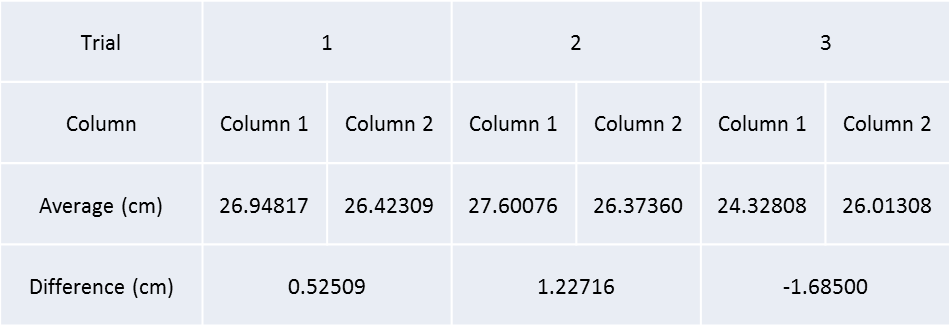 Trial 1 2 3
Column Column 1 Column 2 Column 1 Column 2 Column 1 Column 2
Average (cm) 26.94817 26.42309 27.60076 26.37360 24.32808 26.01308
Difference (cm) 0.52509 1.22716 -1.68500